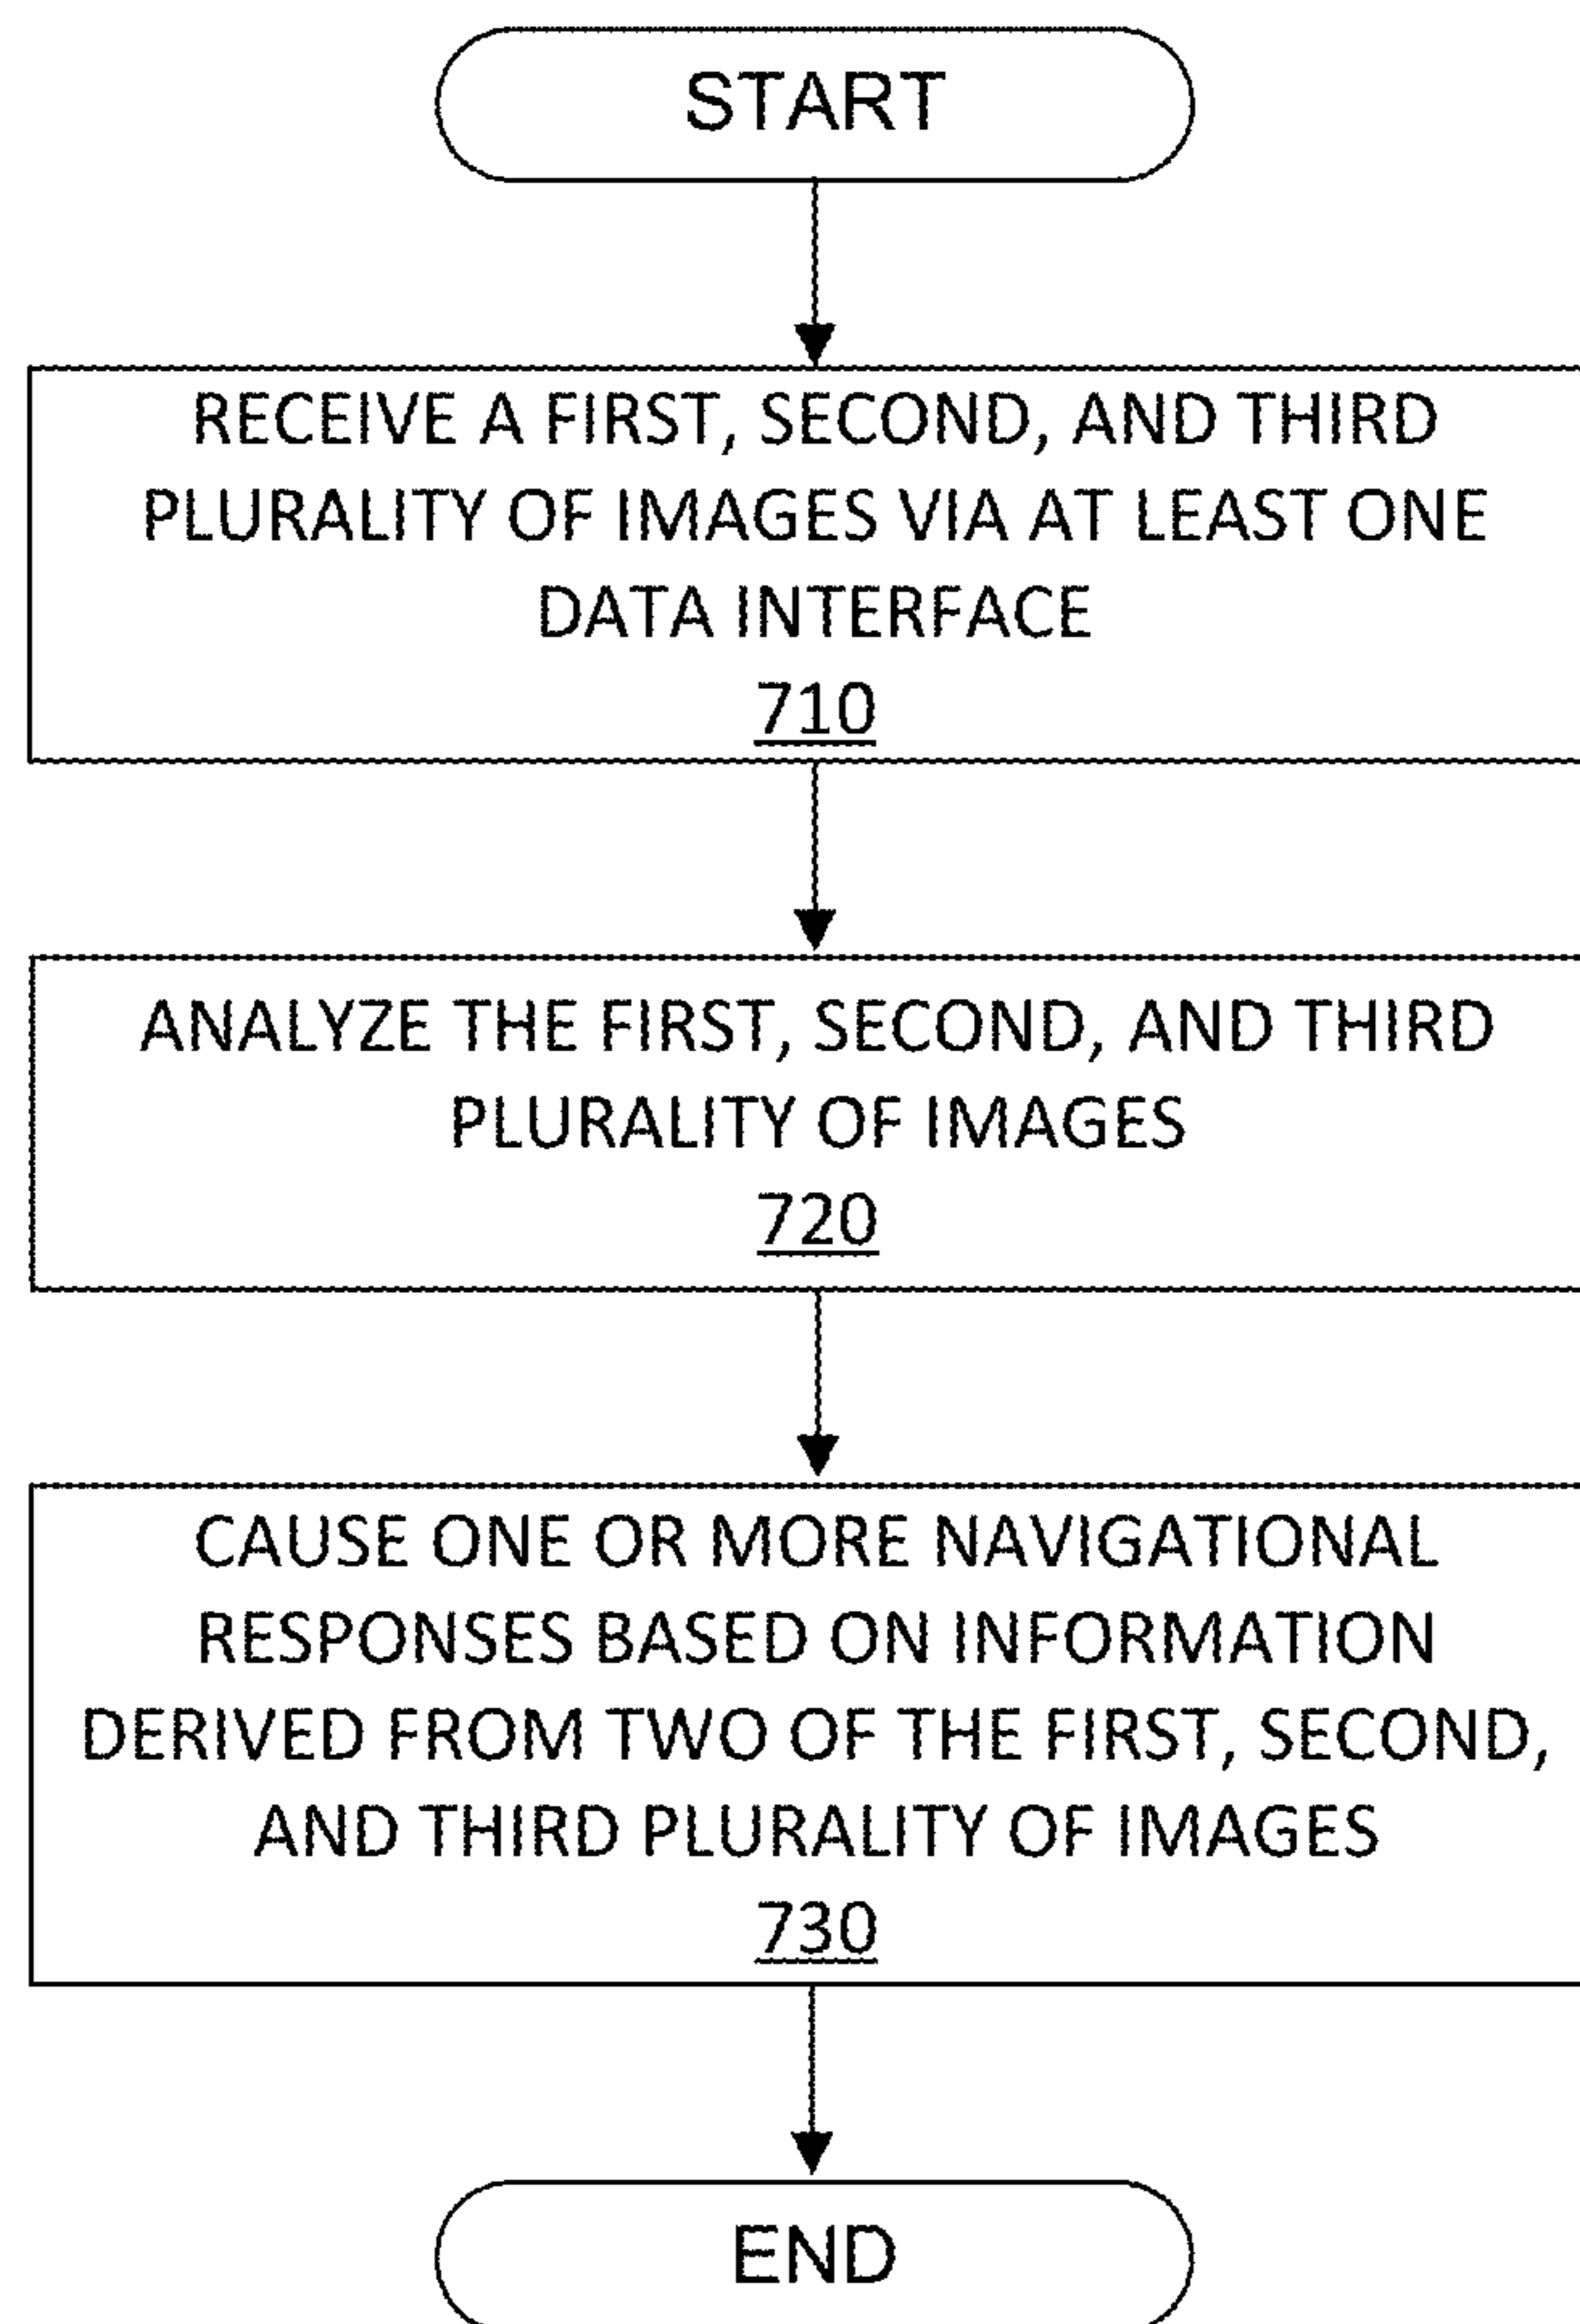 START
RECEIVE A FIRST, SECOND, AND THIRD
PLURALITY OF IMAGES VIA AT LEAST ONE
DATA INTERFACE
710
ANALYZE THE FIRST, SECOND, AND THIRD
PLURALITY OF IMAGES
720
CAUSE ONE OR MORE NAVIGATIONAL
RESPONSES BASED ON INFORMATION
DERIVED FROM TWO OF THE FIRST, SECOND,
AND THIRD PLURALITY OF IMAGES
730
END